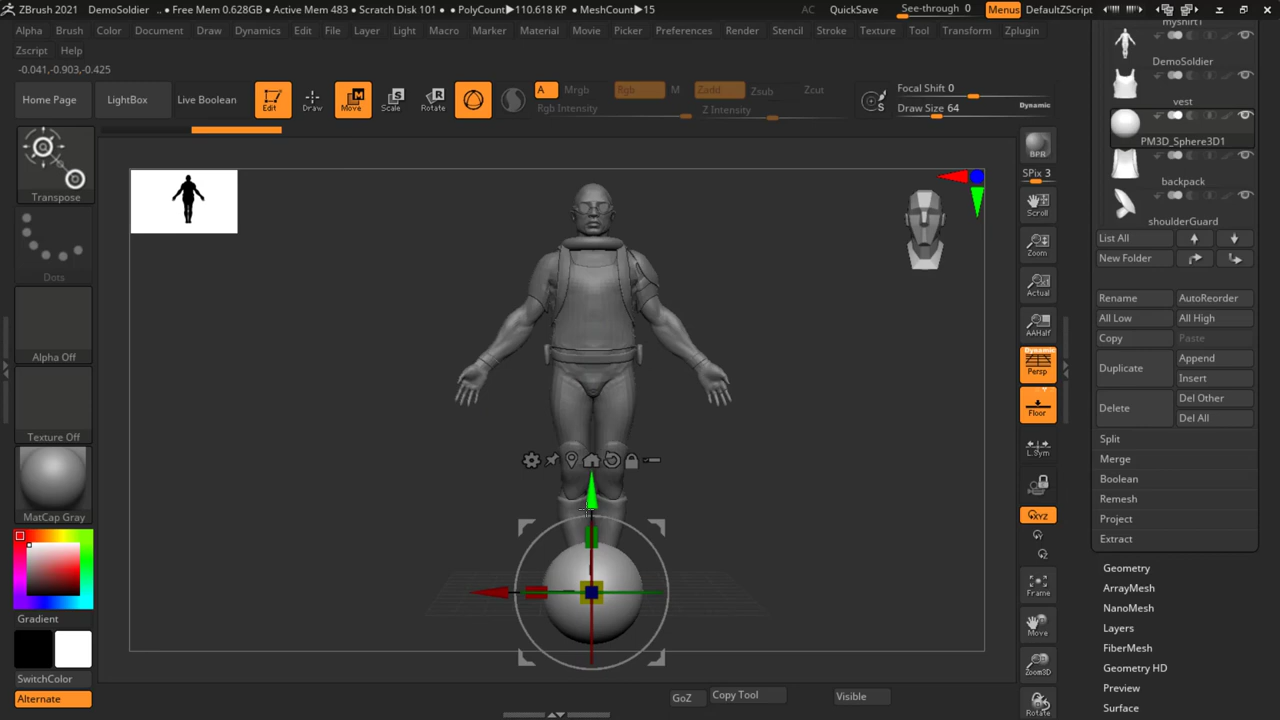 ZBrush 2021 DemoSoldier .. • Free Mem 0.628GB • Active Mem 483 • Scratch Disk 101 • • PolyCount▶110.618 KP • MeshCount▶15 AC QuickSave See-through 0 Menus DefaultZScript
Alpha Brush Color Document Draw Dynamics Edit File Layer Light Macro Marker Material Movie Picker Preferences Render Stencil Stroke Texture Tool Transform Zplugin
Zscript Help
-0.041,-0.903,-0.425
Home Page LightBox Live Boolean Edit Draw Move Scale Rotate
A Mrgb Rgb M Zadd Zsub Zcut
Rgb Intensity Z Intensity
S
Focal Shift 0
Draw Size 64 Dynamic
Transpose
Dots
Alpha Off
Texture Off
MatCap Gray
Gradient
SwitchColor
Alternate
BPR
SPix 3
Scroll
Zoom
Actual
AAHalf
Dynamic
Persp
Floor
L.Sym
XYZ
Y
Z
Frame
Move
Zoom3D
Rotate
myshirt
DemoSoldier
vest
PM3D_Sphere3D1
backpack
shoulderGuard
List All
New Folder
Rename AutoReorder
All Low All High
Copy Paste
Duplicate Append
Insert
Delete Del Other
Del All
Split
Merge
Boolean
Remesh
Project
Extract
Geometry
ArrayMesh
NanoMesh
Layers
FiberMesh
Geometry HD
Preview
Surface
GoZ Copy Tool Visible